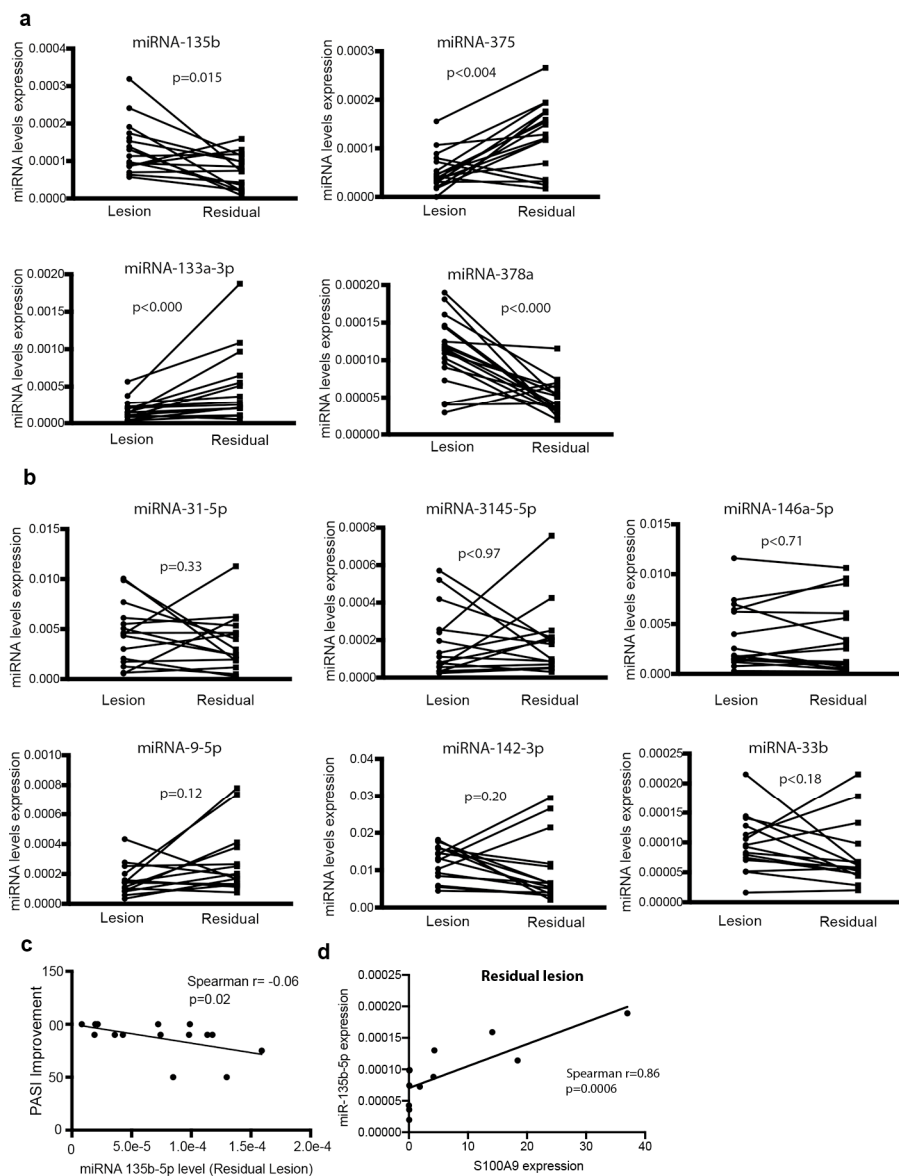 a
miRNA-135b
miRNA levels expression
0.0004
0.0003
0.0002
0.0001
0.0000
p=0.015
Lesion Residual
miRNA-375
miRNA levels expression
0.0003
0.0002
0.0001
0.0000
p<0.004
Lesion Residual
miRNA-133a-3p
miRNA levels expression
0.0020
0.0015
0.0010
0.0005
0.0000
p<0.000
Lesion Residual
miRNA-378a
miRNA levels expression
0.00020
0.00015
0.00010
0.00005
0.00000
p<0.000
Lesion Residual
b
miRNA-31-5p
miRNA levels expression
0.015
0.010
0.005
0.000
p=0.33
Lesion Residual
miRNA-3145-5p
miRNA levels expression
0.0008
0.0006
0.0004
0.0002
0.0000
p<0.97
Lesion Residual
miRNA-146a-5p
miRNA levels expression
0.015
0.010
0.005
0.000
p<0.71
Lesion Residual
miRNA-9-5p
miRNA levels expression
0.0010
0.0008
0.0006
0.0004
0.0002
0.0000
p=0.12
Lesion Residual
miRNA-142-3p
miRNA levels expression
0.04
0.03
0.02
0.01
0.00
p=0.20
Lesion Residual
miRNA-33b
miRNA levels expression
0.00025
0.00020
0.00015
0.00010
0.00005
0.00000
p<0.18
Lesion Residual
c
PASI Improvement
150
00
50
0
Spearman r= -0.06
p=0.02
0 5.0e-5 1.0e-4 1.5e-4 2.0e-4
miRNA 135b-5p level (Residual Lesion)
d
Residual lesion
miR-135b-5p expression
0.00025
0.00020
0.00015
0.00010
0.00005
0.00000
Spearman r=0.86
p=0.0006
0 10 20 30 40
S100A9 expression